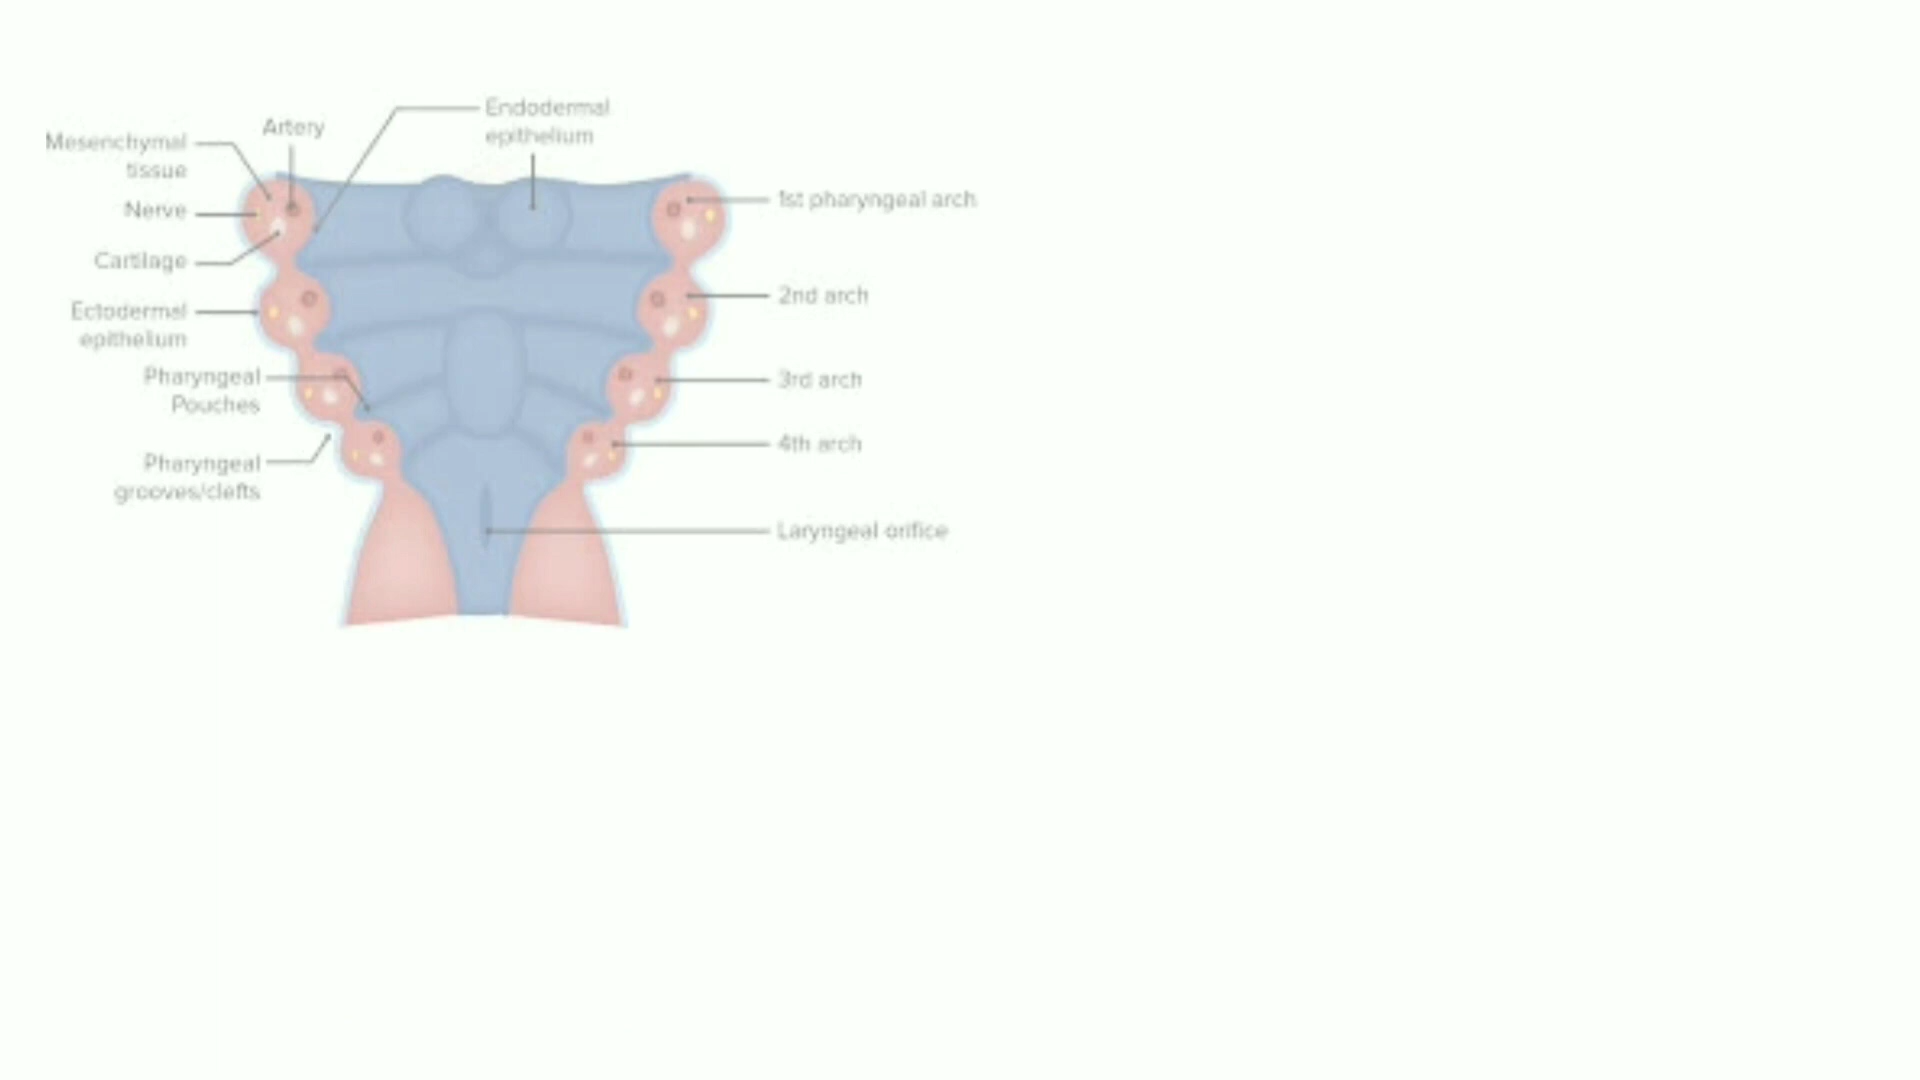 Endodermal
epithelium
Artery
Mesenchymal
tissue
Nerve
Cartilage
Ectodermal
epithelium
Pharyngeal
Pouches
Pharyngeal
grooves/clefts
1st pharyngeal arch
2nd arch
3rd arch
4th arch
Laryngeal orifice